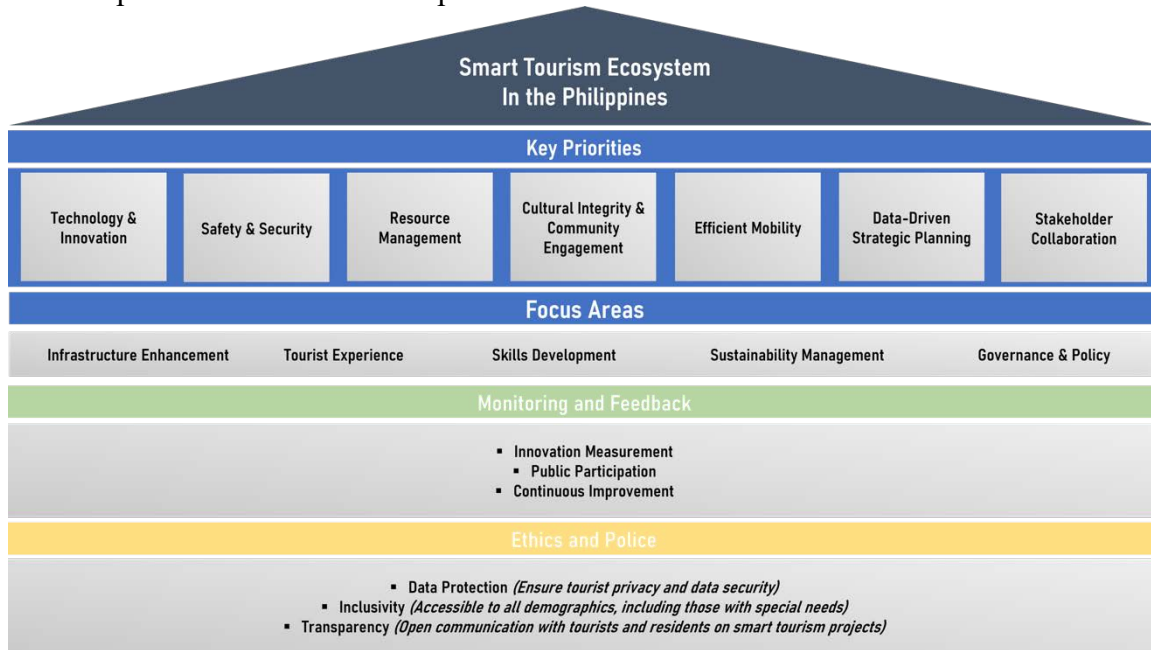 Smart Tourism Ecosystem
In the Philippines
Key Priorities
Technology &
Innovation
Safety & Security
Resource
Management
Cultural Integrity &
Community
Engagement
Efficient Mobility
Data-Driven
Strategic Planning
Stakeholder
Collaboration
Focus Areas
Infrastructure Enhancement
Tourist Experience
Skills Development
Sustainability Management
Governance & Policy
Monitoring and Feedback
▪ Innovation Measurement
▪ Public Participation
▪ Continuous Improvement
Ethics and Police
▪ Data Protection (Ensure tourist privacy and data security)
▪ Inclusivity (Accessible to all demographics, including those with special needs)
▪ Transparency (Open communication with tourists and residents on smart tourism projects)